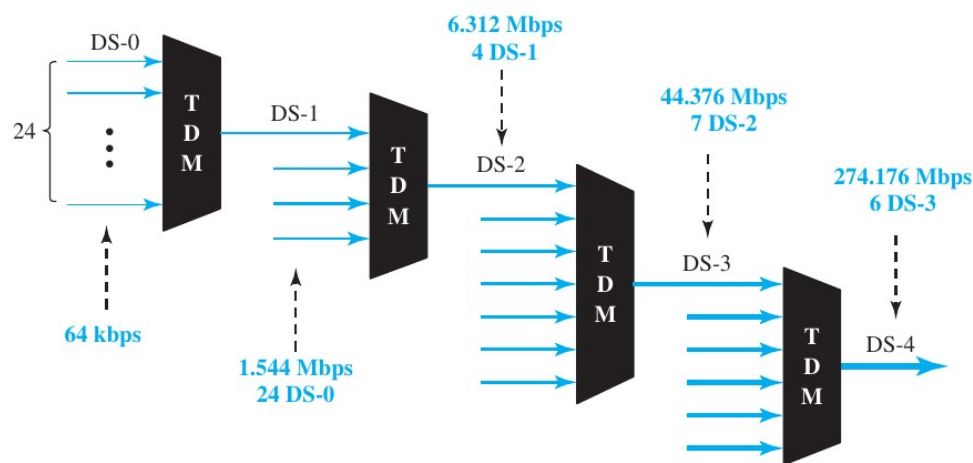 DS-0
24
T
D
M
64 kbps
DS-1
1.544 Mbps
24 DS-0
T
D
M
6.312 Mbps
4 DS-1
DS-2
T
D
M
44.376 Mbps
7 DS-2
DS-3
T
D
M
274.176 Mbps
6 DS-3
DS-4